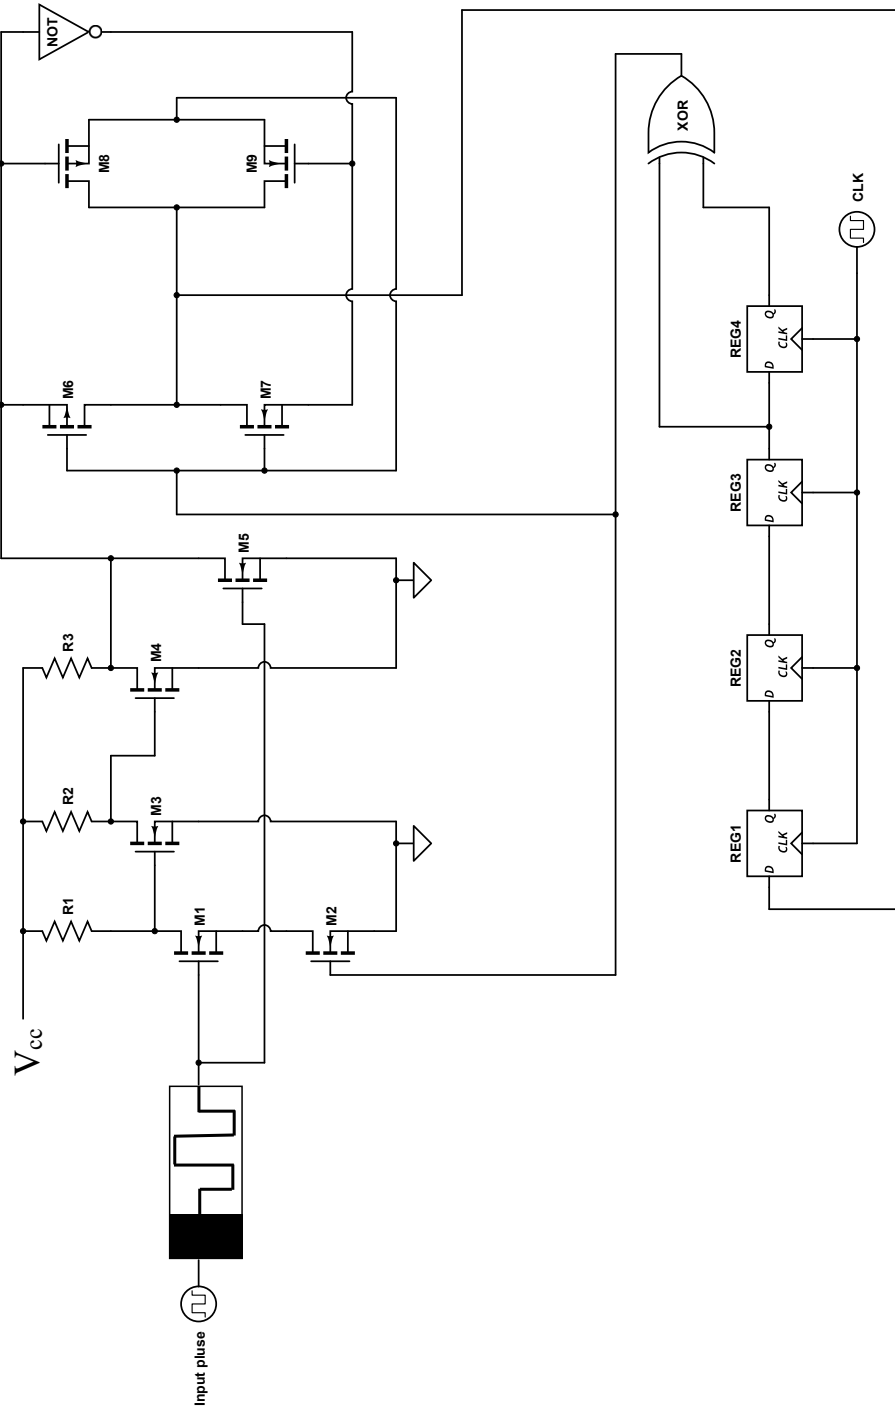 NOT
M8
M9
XOR
CLK
M6
M7
REG4
D
Q
CLK
M5
REG3
D
Q
CLK
R3
M4
REG2
D
Q
CLK
R2
M3
REG1
D
Q
CLK
R1
M1
M2
Vcc
Input pluse